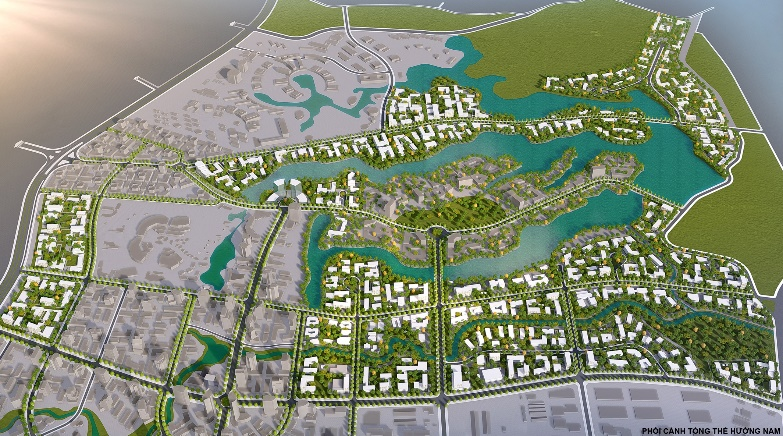 PHỐI CẢNH TỔNG THỂ HƯỚNG NAM